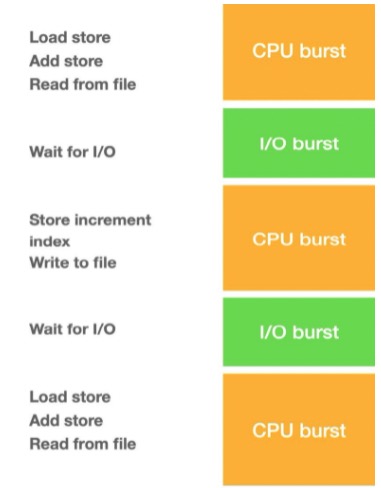 Load store
Add store
Read from file
CPU burst
Wait for I/O
I/O burst
Store increment
index
Write to file
CPU burst
Wait for I/O
I/O burst
Load store
Add store
Read from file
CPU burst